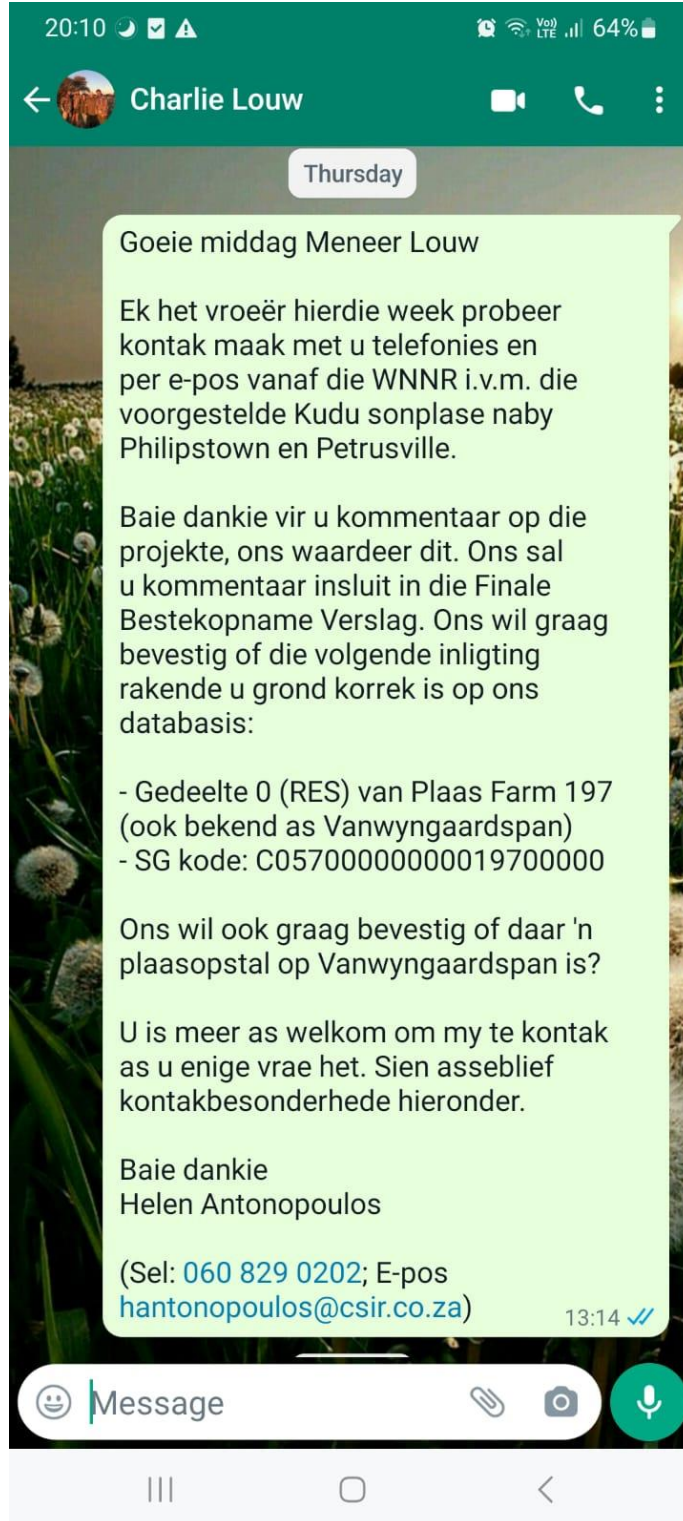 20:10
Vo))
LTE
64%
Charlie Louw
Thursday
Goeie middag Meneer Louw
Ek het vroeër hierdie week probeer
kontak maak met u telefonies en
per e-pos vanaf die WNNR i.v.m. die
voorgestelde Kudu sonplase naby
Philipstown en Petrusville.
Baie dankie vir u kommentaar op die
projekte, ons waardeer dit. Ons sal
u kommentaar insluit in die Finale
Bestekopname Verslag. Ons wil graag
bevestig of die volgende inligting
rakende u grond korrek is op ons
databasis:
- Gedeelte 0 (RES) van Plaas Farm 197
(ook bekend as Vanwyngaardspan)
- SG kode: C05700000000019700000
Ons wil ook graag bevestig of daar 'n
plaasopstal op Vanwyngaardspan is?
U is meer as welkom om my te kontak
as u enige vrae het. Sien asseblief
kontakbesonderhede hieronder.
Baie dankie
Helen Antonopoulos
(Sel: 060 829 0202; E-pos
hantonopoulos@csir.co.za)
13:14
Message